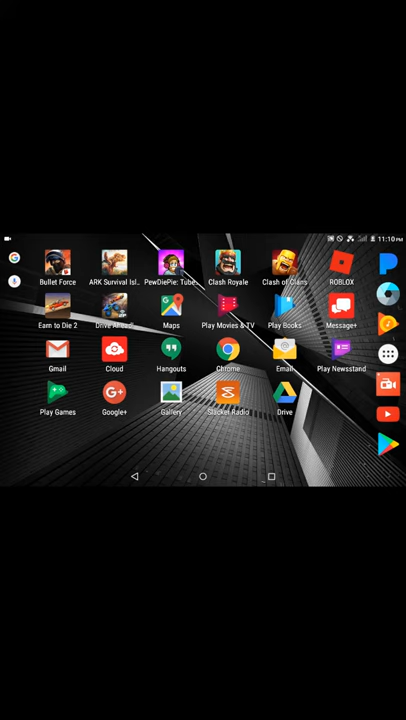 11:10 PM
Bullet Force
ARK Survival Isl..
PewDiePie: Tube..
Clash Royale
Clash of Clans
ROBLOX
Earn to Die 2
Drive Ahead!
Maps
Play Movies & TV
Play Books
Message+
Gmail
Cloud
Hangouts
Chrome
Email
Play Newsstand
Play Games
Google+
Gallery
Slacker Radio
Drive